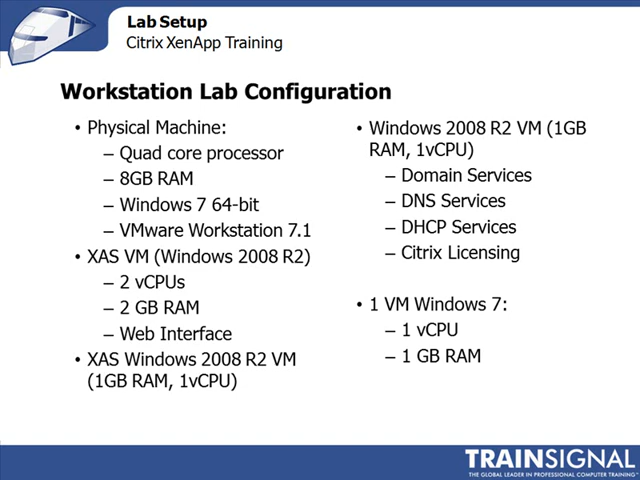 Lab Setup
Citrix XenApp Training
Workstation Lab Configuration
• Physical Machine:
– Quad core processor
– 8GB RAM
– Windows 7 64-bit
– VMware Workstation 7.1
• XAS VM (Windows 2008 R2)
– 2 vCPUs
– 2 GB RAM
– Web Interface
• XAS Windows 2008 R2 VM
(1GB RAM, 1vCPU)
• Windows 2008 R2 VM (1GB
RAM, 1vCPU)
– Domain Services
– DNS Services
– DHCP Services
– Citrix Licensing
• 1 VM Windows 7:
– 1 vCPU
– 1 GB RAM
TRAINSIGNAL
THE GLOBAL LEADER IN PROFESSIONAL COMPUTER TRAINING